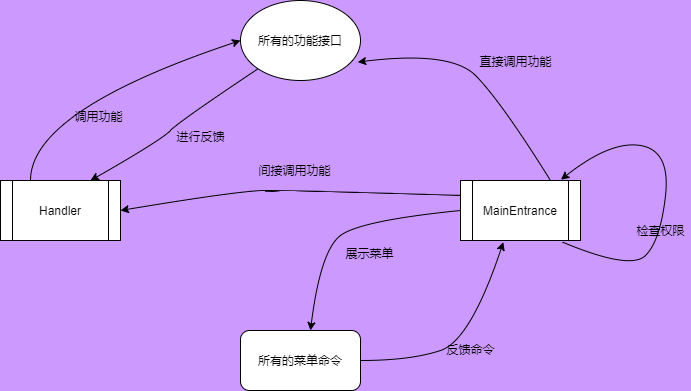 所有的功能接口
直接调用功能
调用功能
进行反馈
间接调用功能
Handler
MainEntrance
检查权限
展示菜单
反馈命令
所有的菜单命令